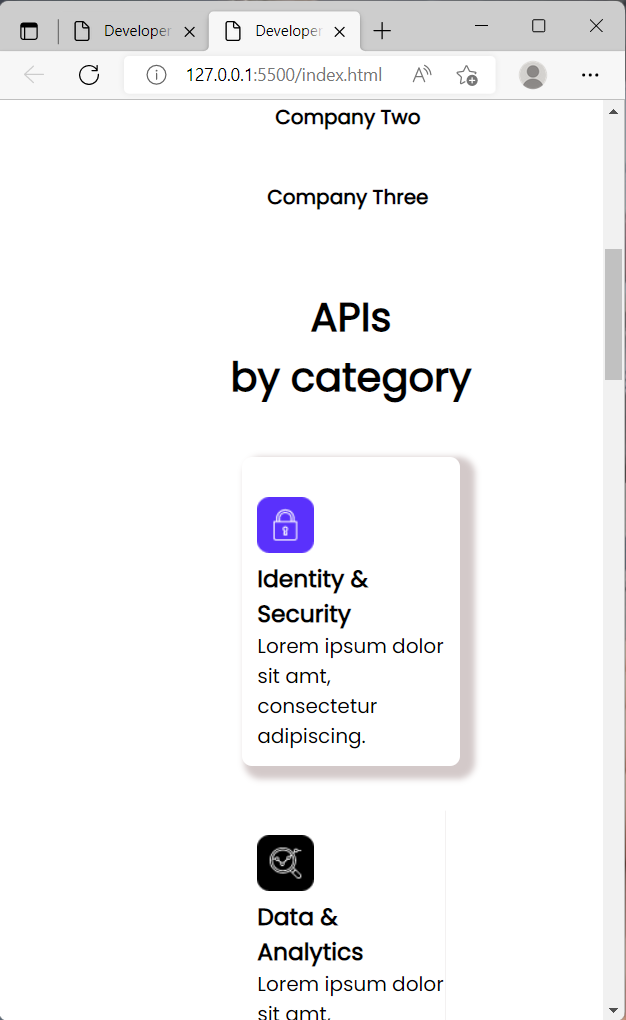 Developer
Developer
127.0.0.1:5500/index.html
Company Two
Company Three
APIs
by category
Identity &
Security
Lorem ipsum dolor
sit amt,
consectetur
adipiscing.
Data &
Analytics
Lorem ipsum dolor
sit amt,